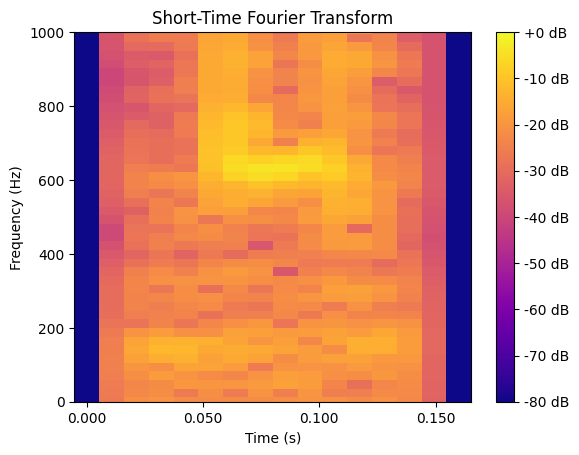 Short-Time Fourier Transform
Frequency (Hz)
1000
800
600
400
200
0
0.000
0.050
0.100
0.150
Time (s)
+0 dB
-10 dB
-20 dB
-30 dB
-40 dB
-50 dB
-60 dB
-70 dB
-80 dB